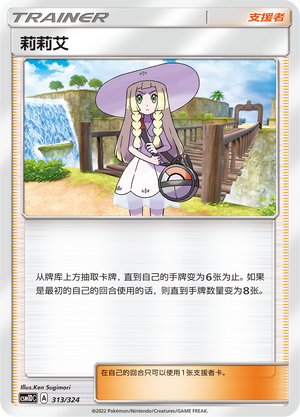 TRAINER
支援者
莉莉艾
从牌库上方抽取卡牌，直到自己的手牌变为6张为止。如果
是最初的自己的回合使用的话，则直到手牌数量变为8张。
Illus.Ken Sugimori
CSM1DC A 313/324
在自己的回合只可以使用1张支援者卡。
©2022 Pokémon/Nintendo/Creatures/GAME FREAK.